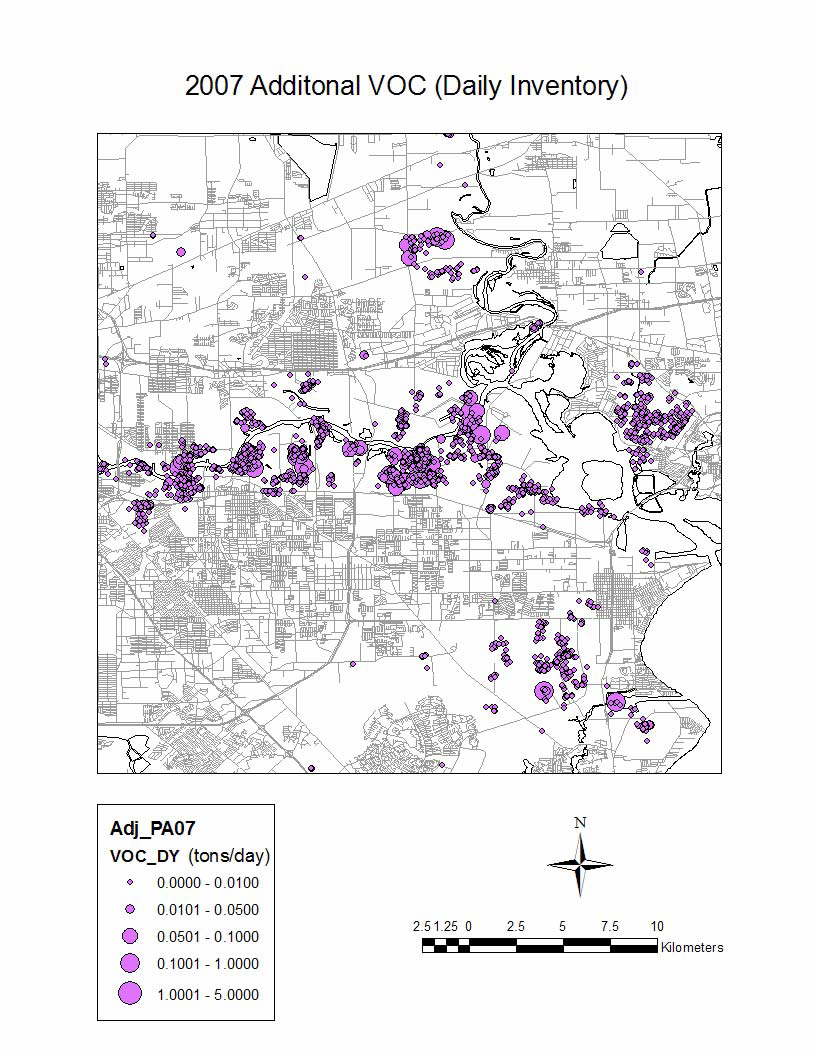 2007 Additonal VOC (Daily Inventory)
Adj_PA07
VOC_DY (tons/day)
0.0000 - 0.0100
0.0101 - 0.0500
0.0501 - 0.1000
0.1001 - 1.0000
1.0001 - 5.0000
N
2.5 1.25 0 2.5 5 7.5 10
Kilometers